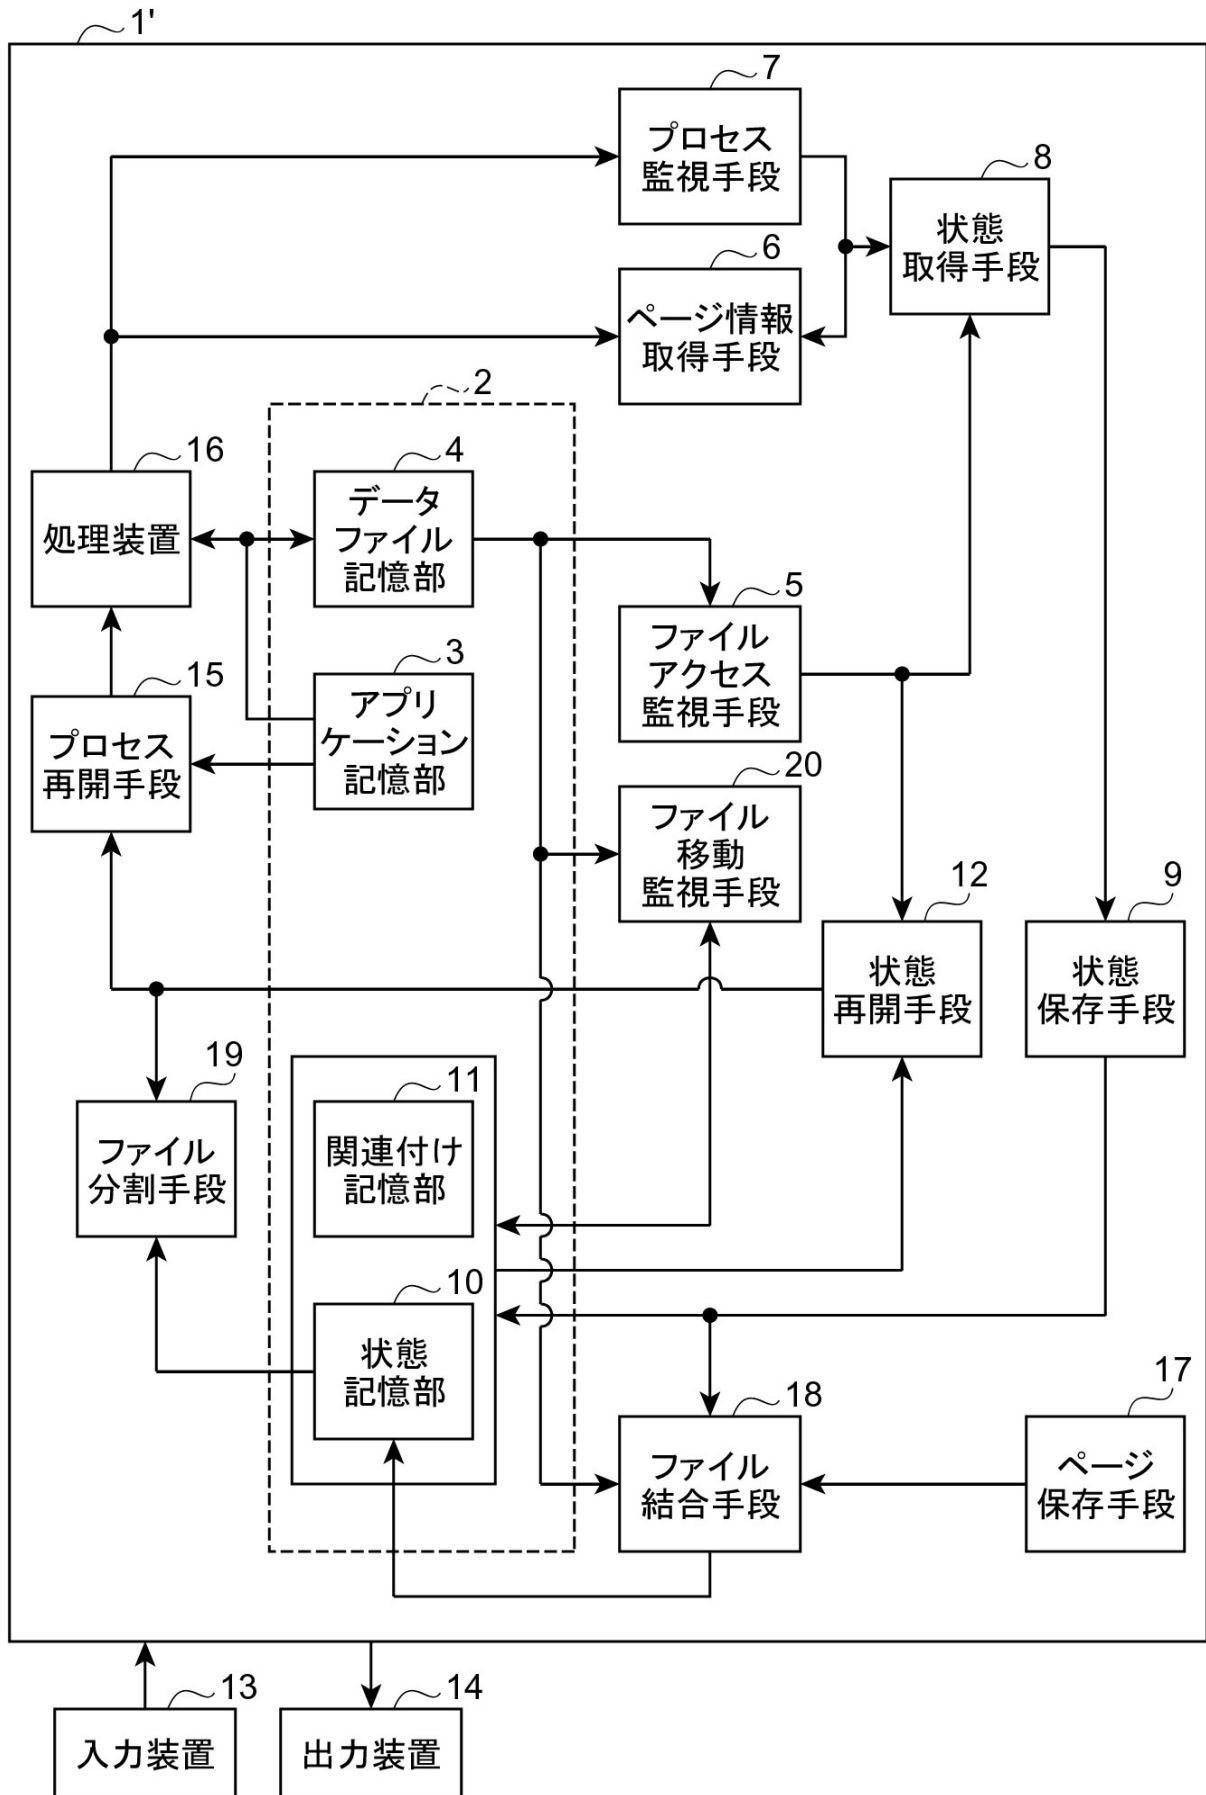 1'
7
プロセス
監視手段
8
状態
取得手段
6
ページ情報
取得手段
2
16
処理装置
4
データ
ファイル
記憶部
5
ファイル
アクセス
監視手段
3
アプリ
ケーション
記憶部
15
プロセス
再開手段
20
ファイル
移動
監視手段
12
状態
再開手段
9
状態
保存手段
19
ファイル
分割手段
11
関連付け
記憶部
10
状態
記憶部
18
ファイル
結合手段
17
ページ
保存手段
13
入力装置
14
出力装置